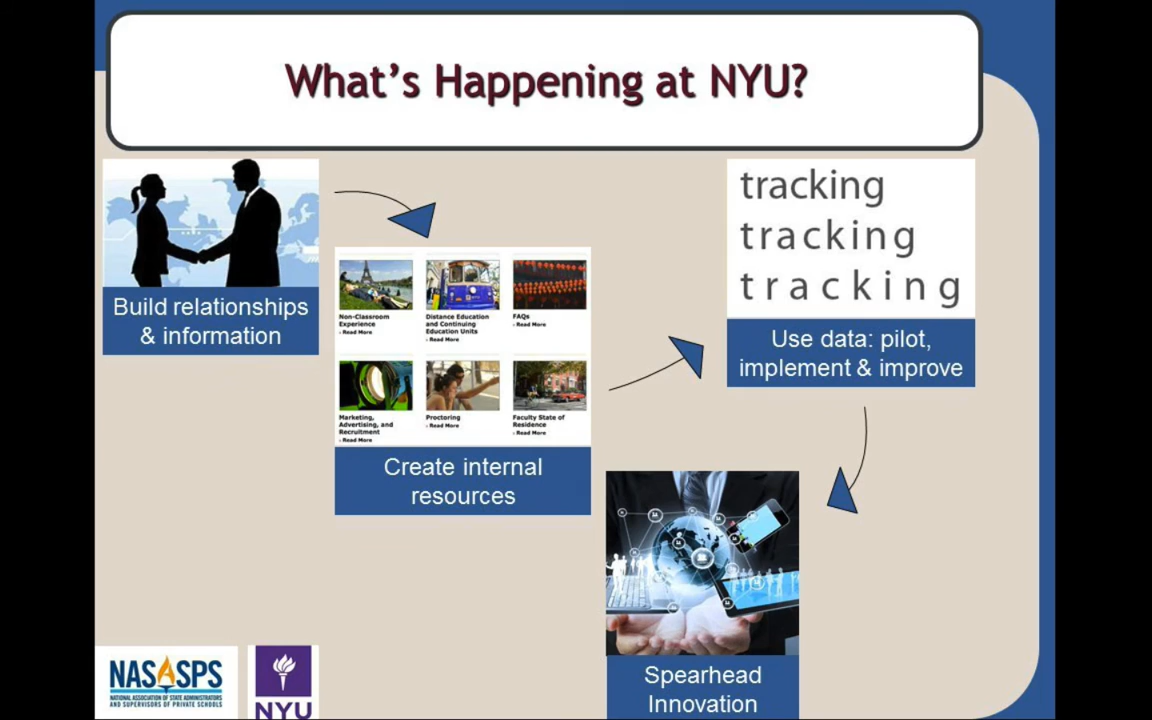 What's Happening at NYU?
Build relationships
& information
Non-Classroom
Experience
› Read More
Distance Education
and Continuing
Education Units
› Read More
FAQs
› Read More
Marketing,
Advertising, and
Recruitment
› Read More
Proctoring
› Read More
Faculty State of
Residence
› Read More
Create internal
resources
tracking
tracking
tracking
Use data: pilot,
implement & improve
Spearhead
Innovation
NASASPS
NATIONAL ASSOCIATION OF STATE ADMINISTRATORS
AND SUPERVISORS OF PRIVATE SCHOOLS
NYU